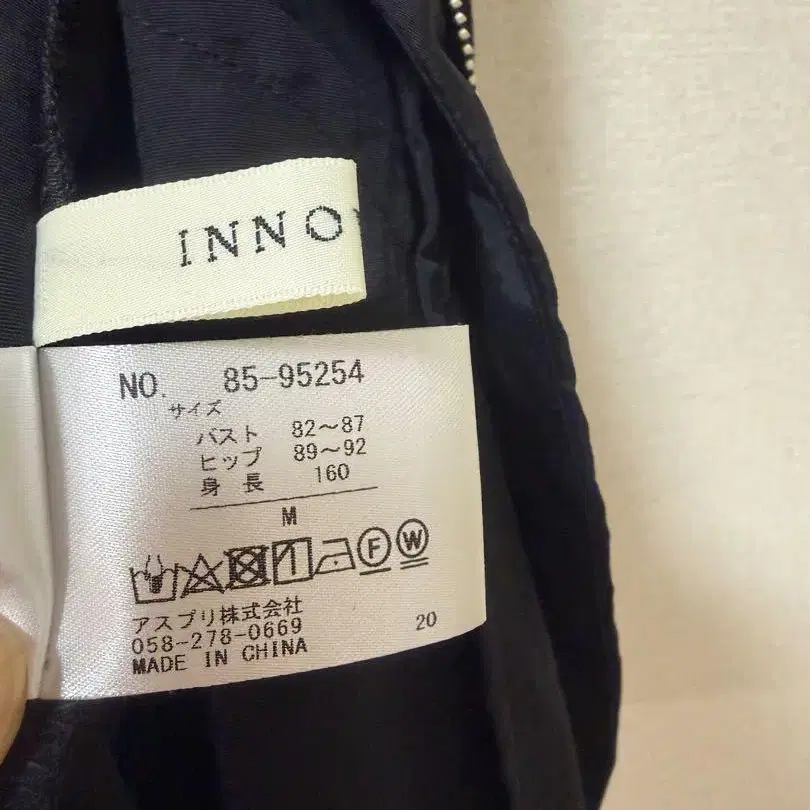 INNO
NO. 85-95254
サイズ
バスト 82～87
ヒップ 89～92
身長 160
M
F W
アスプリ株式会社
058-278-0669
MADE IN CHINA
20